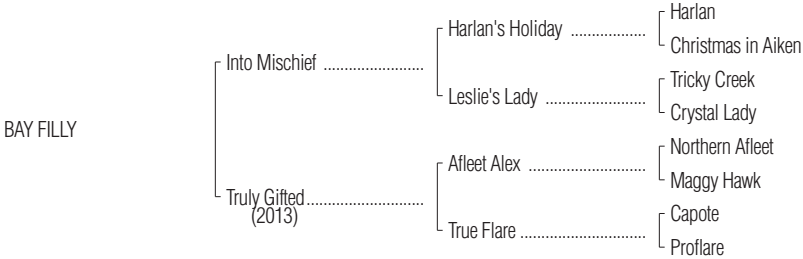 Harlan
Harlan's Holiday ...................
Christmas in Aiken
Into Mischief .........................
Tricky Creek
Leslie's Lady .........................
Crystal Lady
BAY FILLY
Northern Afleet
Afleet Alex .............................
Maggy Hawk
Truly Gifted.............................
(2013)
Capote
True Flare ...............................
Proflare